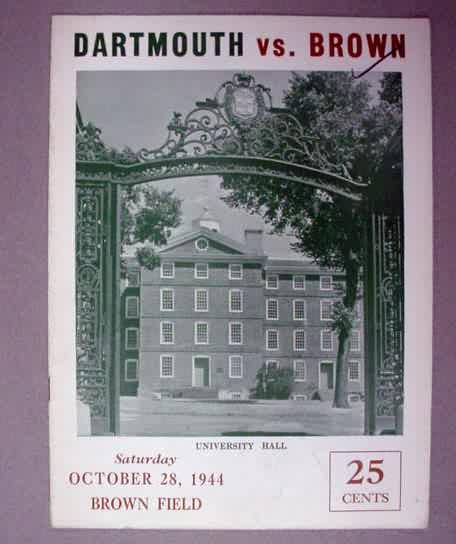 DARTMOUTH vs. BROWN
UNIVERSITY HALL
Saturday
OCTOBER 28, 1944
BROWN FIELD
25
CENTS